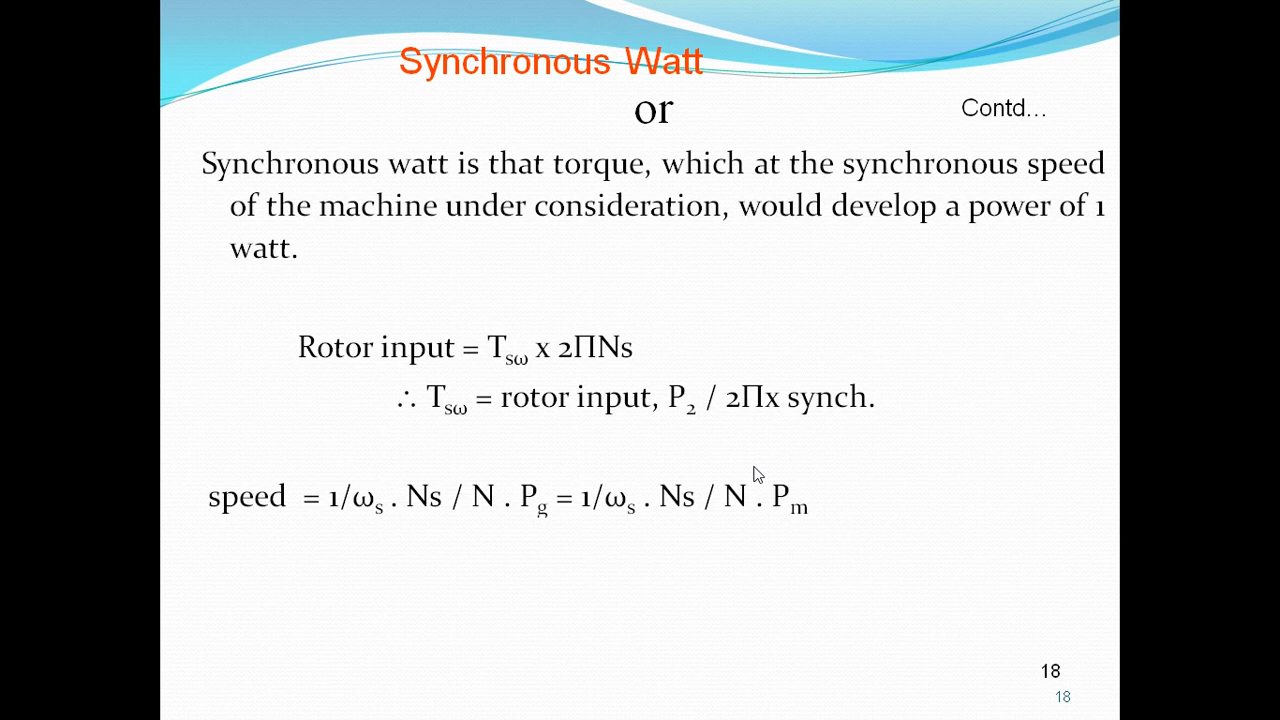 Synchronous Watt
or
Contd...
Synchronous watt is that torque, which at the synchronous speed
of the machine under consideration, would develop a power of 1
watt.
Rotor input = Tsω x 2ΠNs
∴ Tsω = rotor input, P2 / 2Πx synch.
speed = 1/ωs . Ns / N . Pg = 1/ωs . Ns / N . Pm
18
18